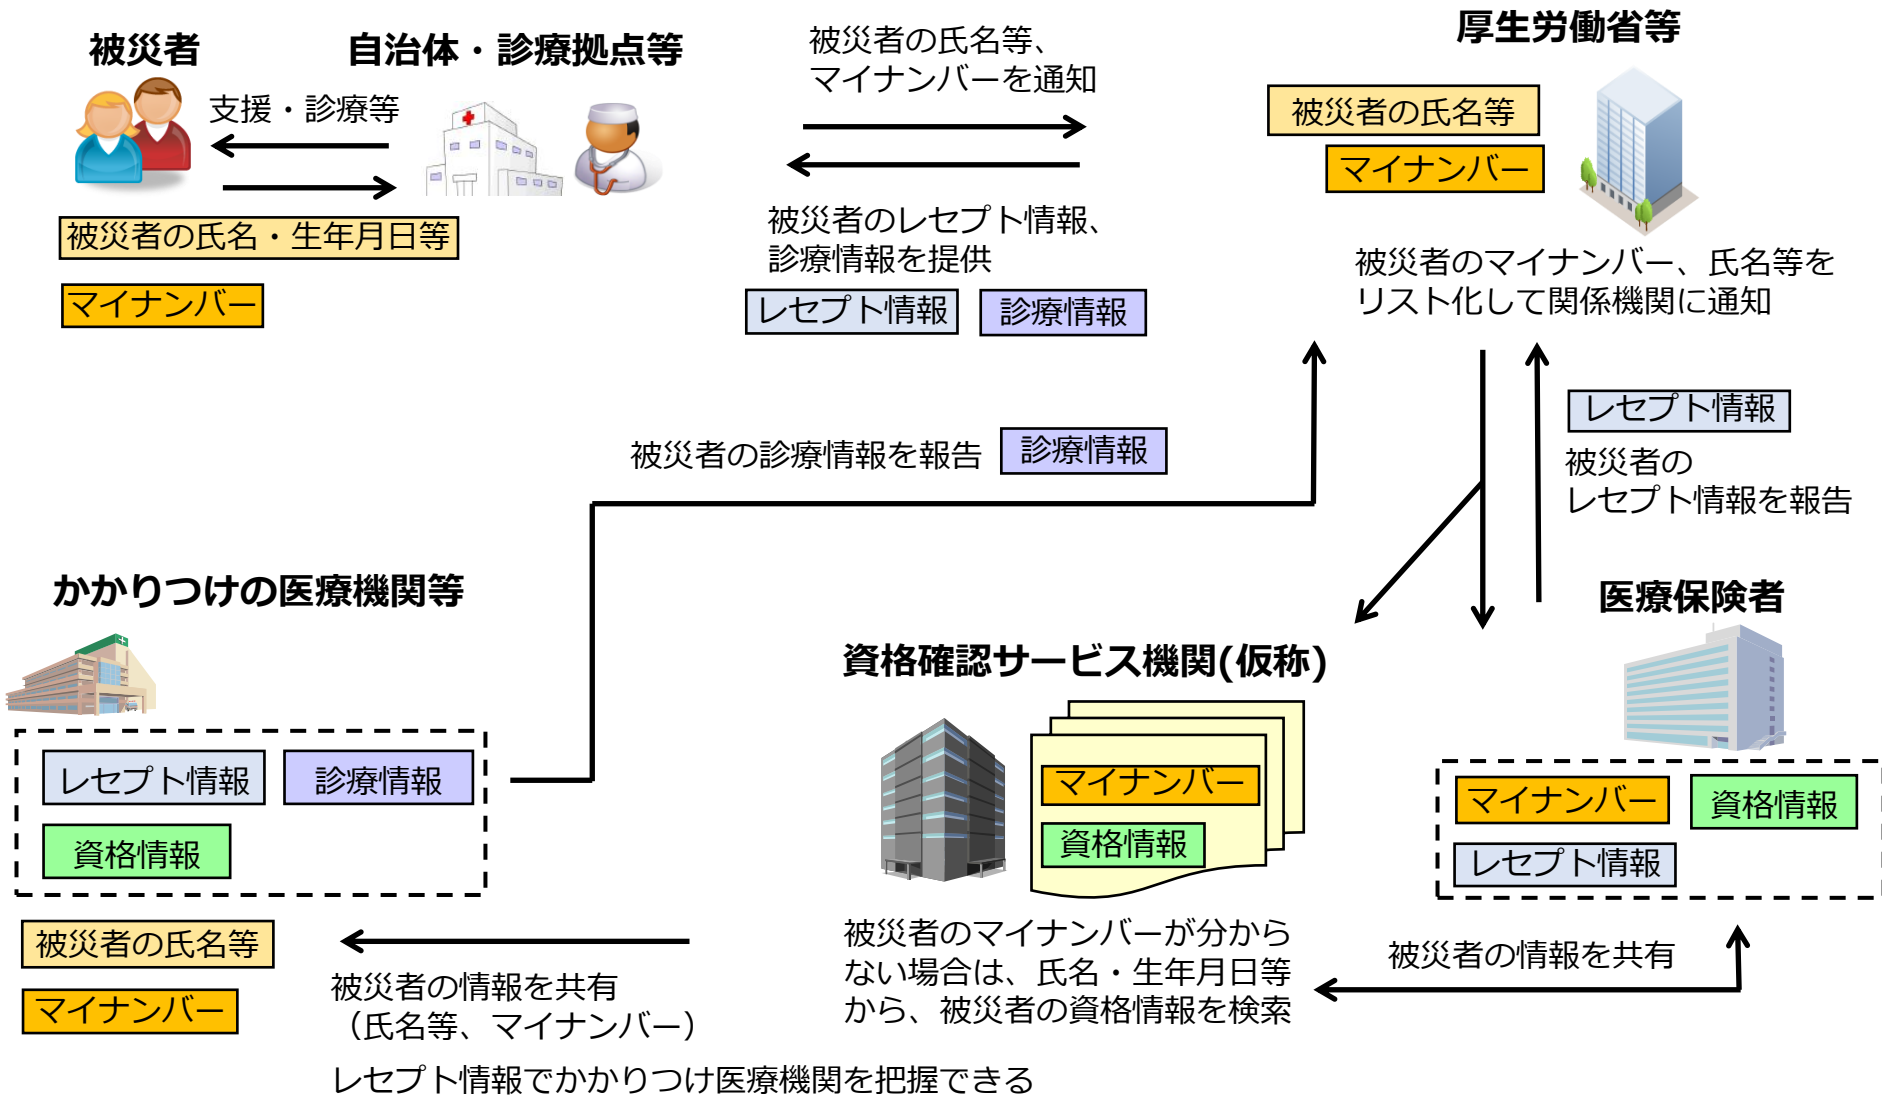 被災者
自治体・診療拠点等
支援・診療等
被災者の氏名・生年月日等
マイナンバー
被災者の氏名等、
マイナンバーを通知
被災者のレセプト情報、
診療情報を提供
レセプト情報
診療情報
厚生労働省等
被災者の氏名等
マイナンバー
被災者のマイナンバー、氏名等を
リスト化して関係機関に通知
被災者の診療情報を報告
診療情報
レセプト情報
被災者の
レセプト情報を報告
かかりつけの医療機関等
レセプト情報
診療情報
資格情報
被災者の氏名等
マイナンバー
資格確認サービス機関(仮称)
マイナンバー
資格情報
被災者のマイナンバーが分から
ない場合は、氏名・生年月日等
から、被災者の資格情報を検索
医療保険者
マイナンバー
資格情報
レセプト情報
被災者の情報を共有
被災者の情報を共有
（氏名等、マイナンバー）
レセプト情報でかかりつけ医療機関を把握できる